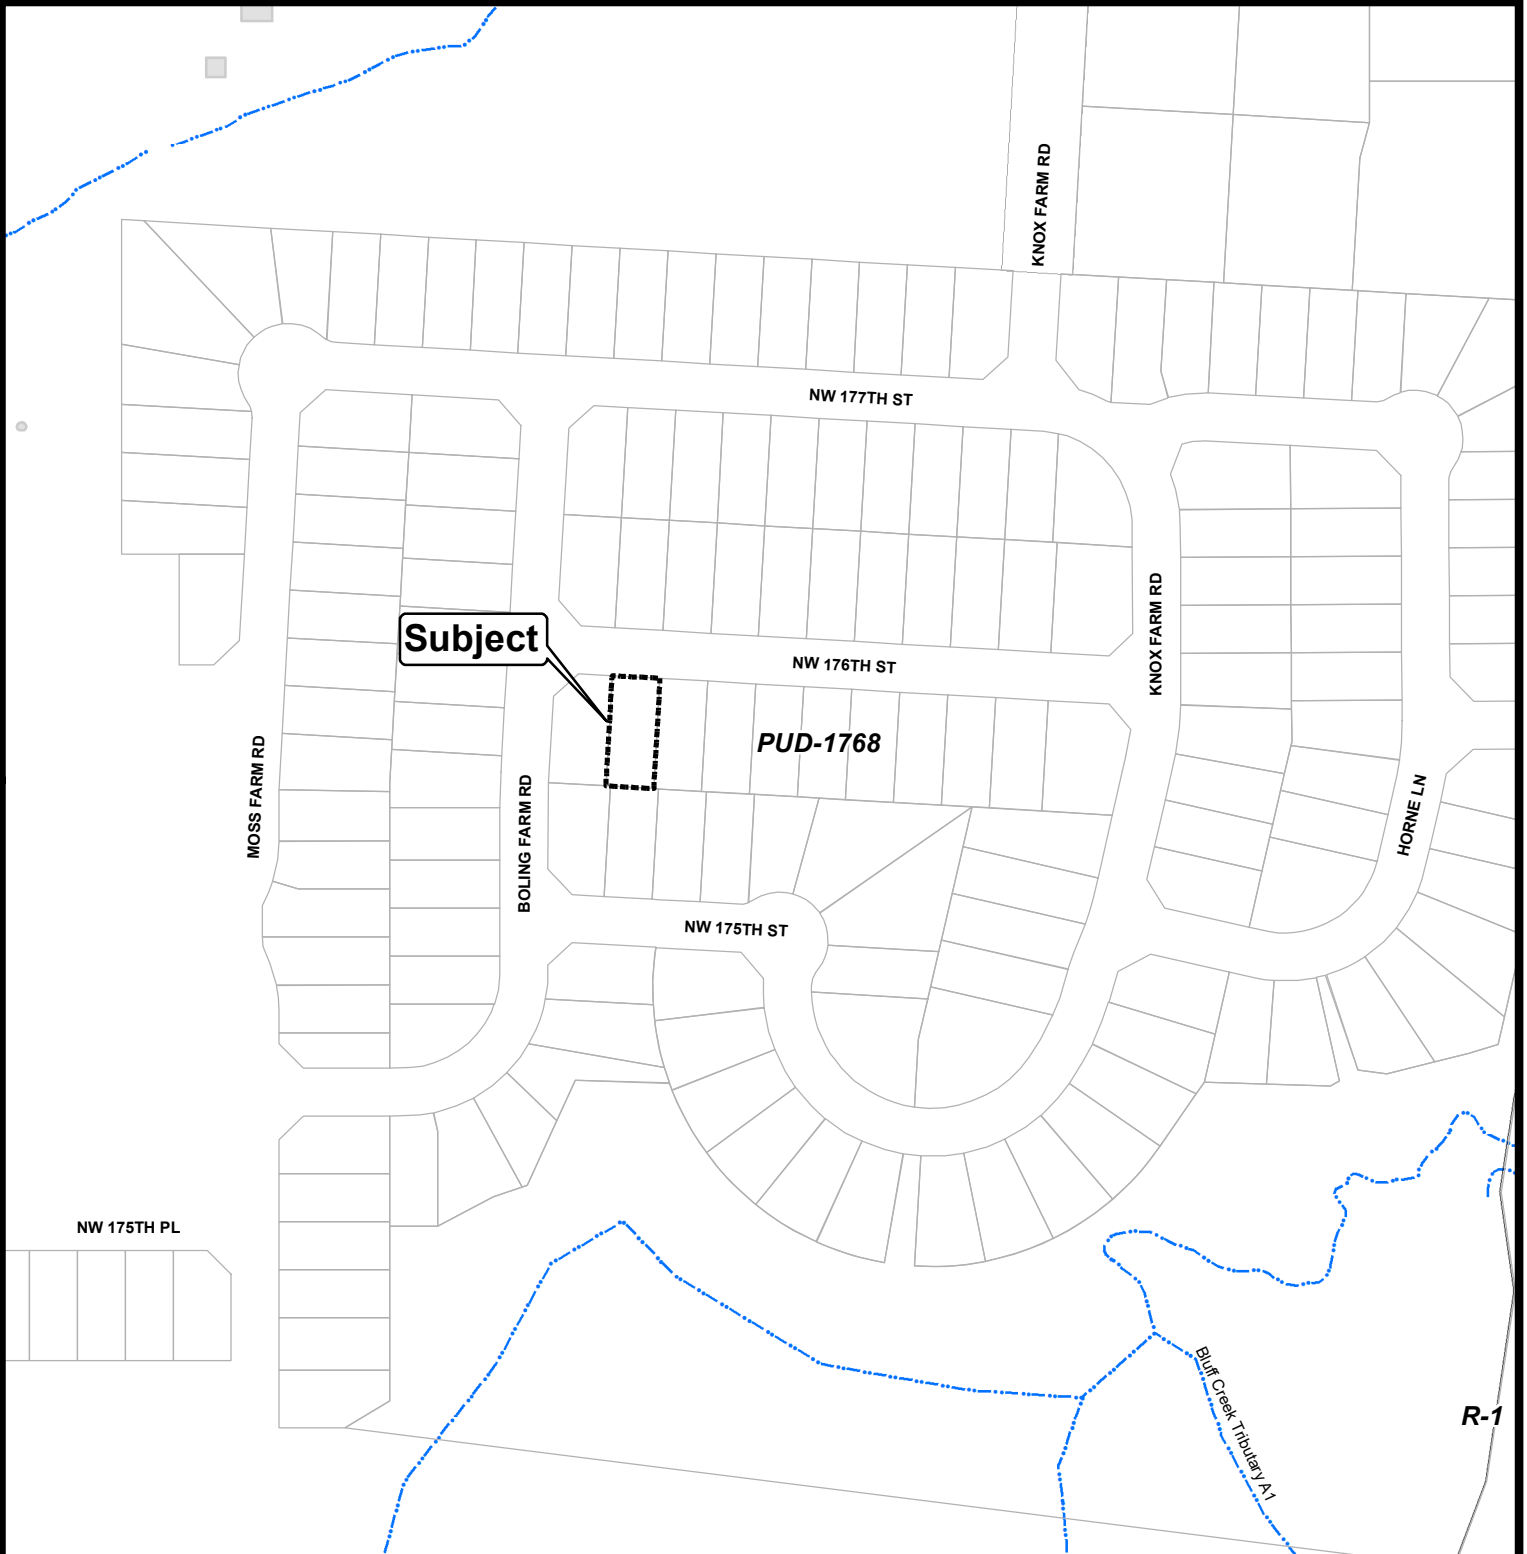 KNOX FARM RD
NW 177TH ST
KNOX FARM RD
Subject
NW 176TH ST
PUD-1768
MOSS FARM RD
BOLING FARM RD
HORNE LN
NW 175TH ST
NW 175TH PL
Bluff Creek Tributary A1
R-1